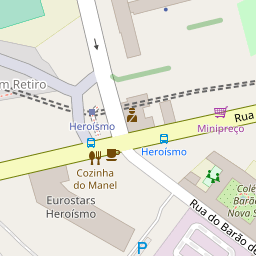 m Retiro
Heroísmo
Rua
Minipreço
Heroísmo
Cozinha
do Manel
Eurostars
Heroísmo
Colé
Barão
Nova S
Rua do Barão de
P